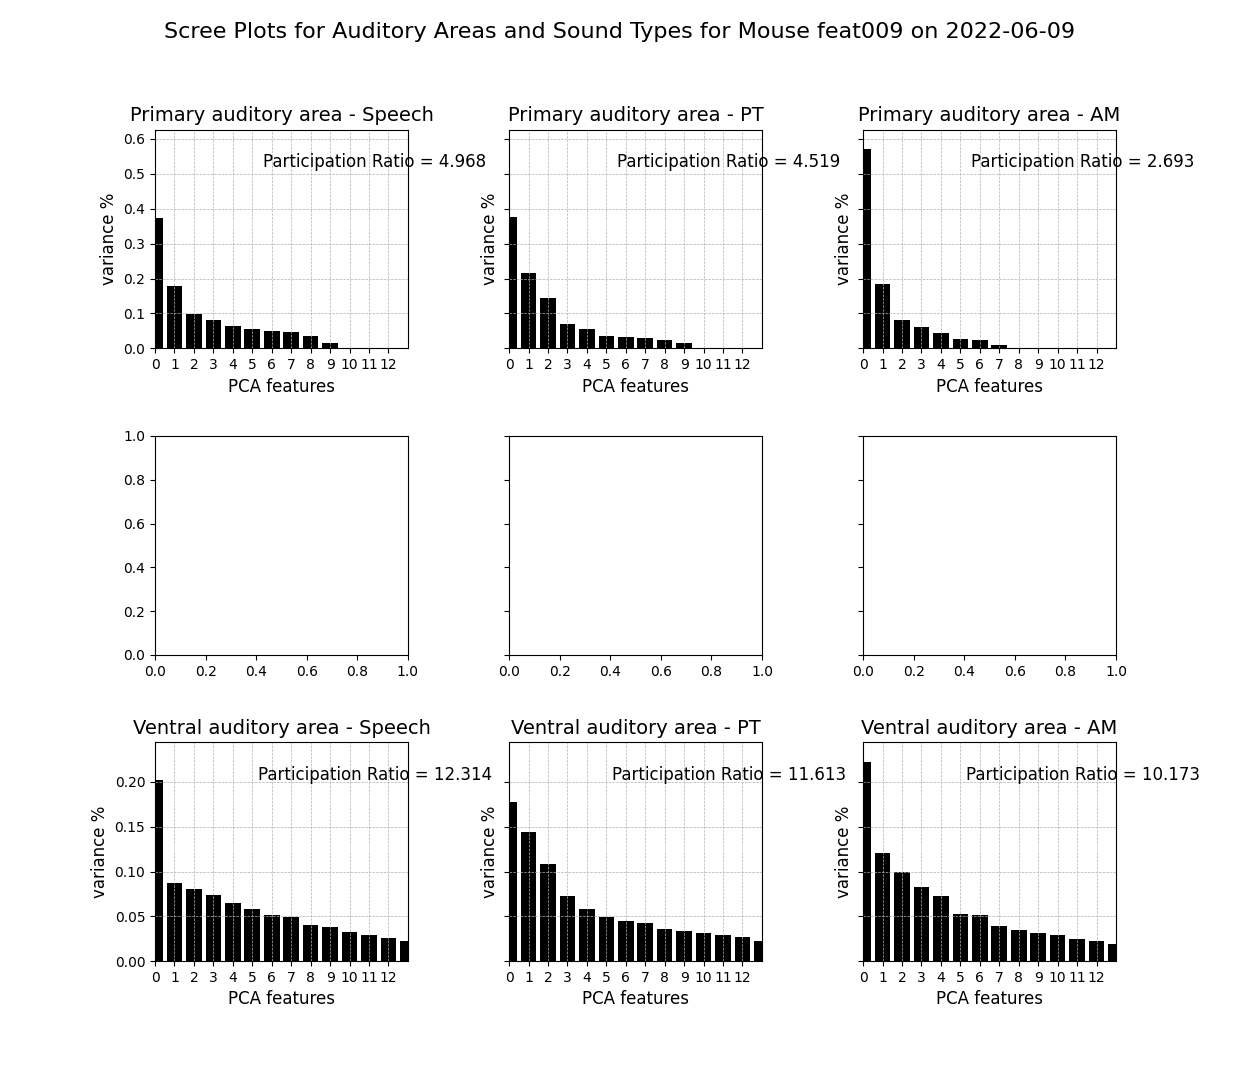 Scree Plots for Auditory Areas and Sound Types for Mouse feat009 on 2022-06-09
Primary auditory area - Speech
Participation Ratio = 4.968
variance %
0.6
0.5
0.4
0.3
0.2
0.1
0.0
0 1 2 3 4 5 6 7 8 9 10 11 12
PCA features
Primary auditory area - PT
Participation Ratio = 4.519
variance %
0 1 2 3 4 5 6 7 8 9 10 11 12
PCA features
Primary auditory area - AM
Participation Ratio = 2.693
variance %
0 1 2 3 4 5 6 7 8 9 10 11 12
PCA features
1.0
0.8
0.6
0.4
0.2
0.0
0.0 0.2 0.4 0.6 0.8 1.0
0.0 0.2 0.4 0.6 0.8 1.0
0.0 0.2 0.4 0.6 0.8 1.0
Ventral auditory area - Speech
Participation Ratio = 12.314
variance %
0.20
0.15
0.10
0.05
0.00
0 1 2 3 4 5 6 7 8 9 10 11 12
PCA features
Ventral auditory area - PT
Participation Ratio = 11.613
variance %
0 1 2 3 4 5 6 7 8 9 10 11 12
PCA features
Ventral auditory area - AM
Participation Ratio = 10.173
variance %
0 1 2 3 4 5 6 7 8 9 10 11 12
PCA features